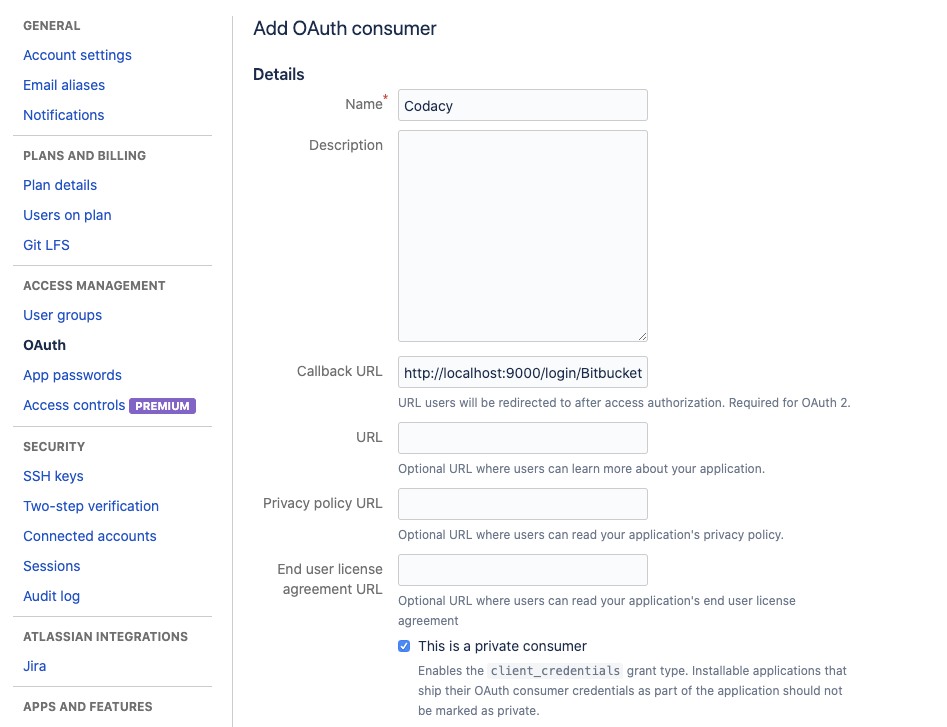 GENERAL
Account settings
Email aliases
Notifications
PLANS AND BILLING
Plan details
Users on plan
Git LFS
ACCESS MANAGEMENT
User groups
OAuth
App passwords
Access controls PREMIUM
SECURITY
SSH keys
Two-step verification
Connected accounts
Sessions
Audit log
ATLASSIAN INTEGRATIONS
Jira
APPS AND FEATURES
Add OAuth consumer
Details
Name* Codacy
Description
Callback URL http://localhost:9000/login/Bitbucket
URL users will be redirected to after access authorization. Required for OAuth 2.
URL
Optional URL where users can learn more about your application.
Privacy policy URL
Optional URL where users can read your application's privacy policy.
End user license
agreement URL
Optional URL where users can read your application's end user license
agreement
This is a private consumer
Enables the client_credentials grant type. Installable applications that
ship their OAuth consumer credentials as part of the application should not
be marked as private.